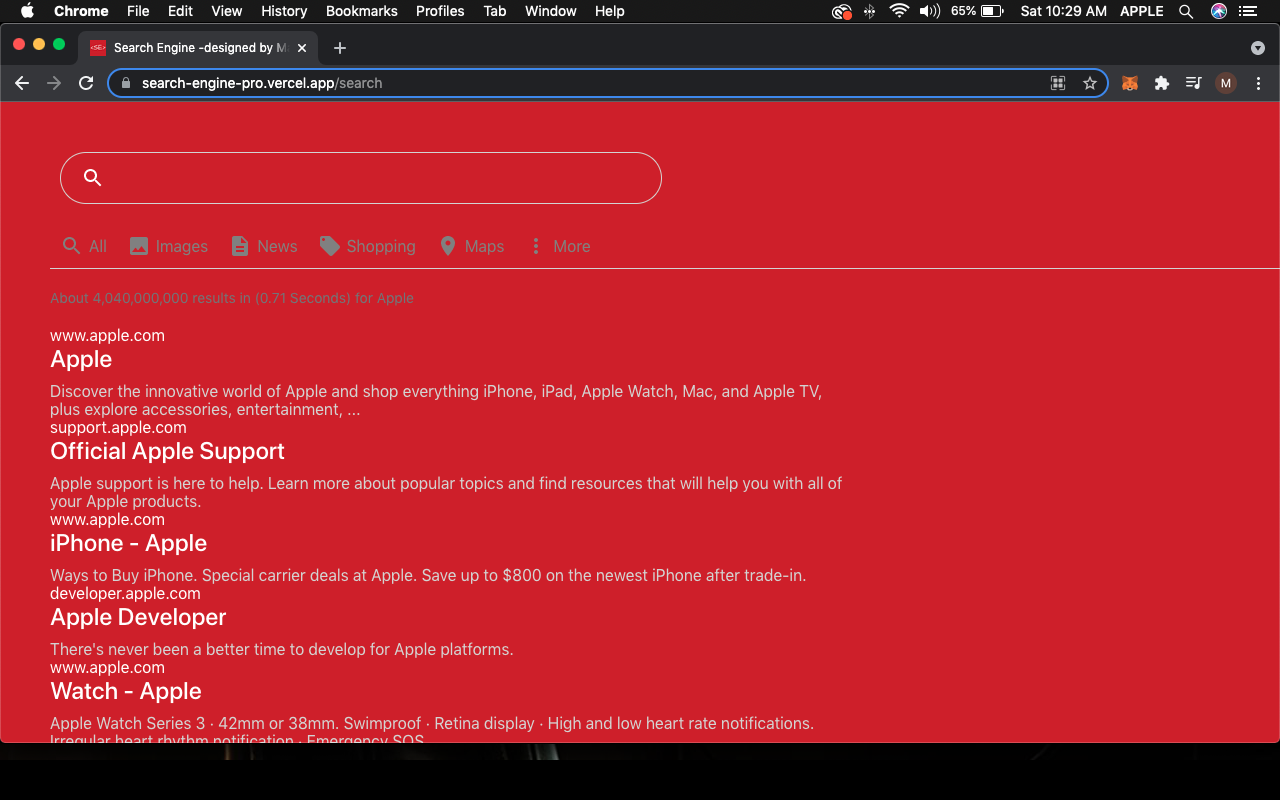 Chrome File Edit View History Bookmarks Profiles Tab Window Help 65% Sat 10:29 AM APPLE
<SE> Search Engine -designed by M
search-engine-pro.vercel.app/search M
All Images News Shopping Maps More
About 4,040,000,000 results in (0.71 Seconds) for Apple
www.apple.com
Apple
Discover the innovative world of Apple and shop everything iPhone, iPad, Apple Watch, Mac, and Apple TV,
plus explore accessories, entertainment, ...
support.apple.com
Official Apple Support
Apple support is here to help. Learn more about popular topics and find resources that will help you with all of
your Apple products.
www.apple.com
iPhone - Apple
Ways to Buy iPhone. Special carrier deals at Apple. Save up to $800 on the newest iPhone after trade-in.
developer.apple.com
Apple Developer
There's never been a better time to develop for Apple platforms.
www.apple.com
Watch - Apple
Apple Watch Series 3 · 42mm or 38mm. Swimproof · Retina display · High and low heart rate notifications.
Irregular heart rhythm notification · Emergency SOS